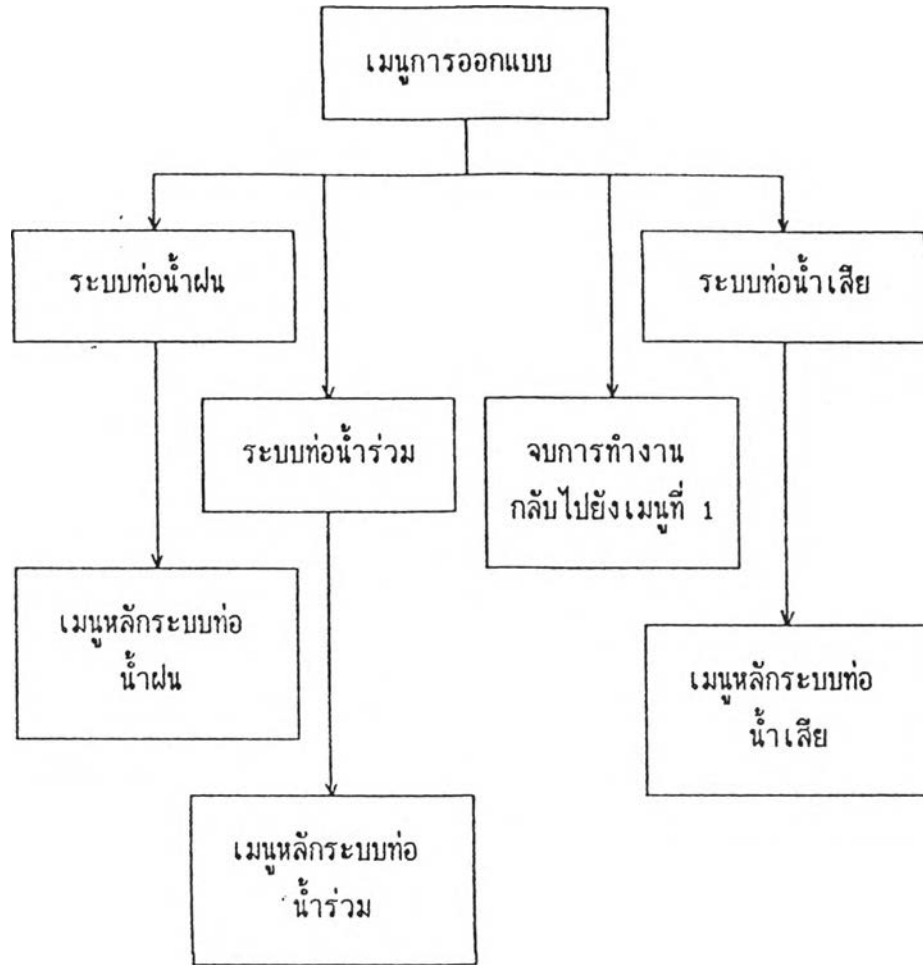 เมนูการออกแบบ
ระบบท่อน้ำฝน
ระบบท่อน้ำเสีย
ระบบท่อน้ำร่วม
จบการทำงาน
กลับไปยังเมนูที่ 1
เมนูหลักระบบท่อ
น้ำฝน
เมนูหลักระบบท่อ
น้ำเสีย
เมนูหลักระบบท่อ
น้ำร่วม